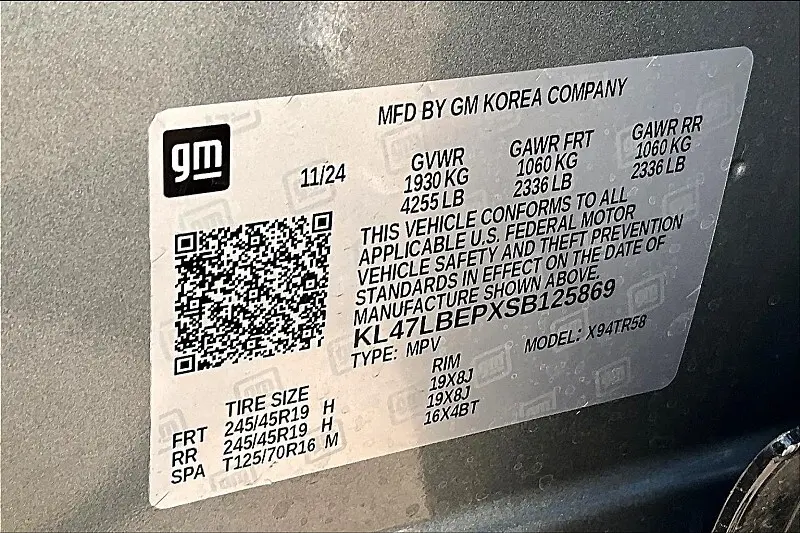 MFD BY GM KOREA COMPANY
gm
11/24
GVWR GAWR FRT GAWR RR
1930 KG 1060 KG 1060 KG
4255 LB 2336 LB 2336 LB
THIS VEHICLE CONFORMS TO ALL
APPLICABLE U.S. FEDERAL MOTOR
VEHICLE SAFETY AND THEFT PREVENTION
STANDARDS IN EFFECT ON THE DATE OF
MANUFACTURE SHOWN ABOVE.
KL47LBEPXSB125869
TYPE: MPV MODEL: X94TR58
TIRE SIZE RIM
FRT 245/45R19 H 19X8J
RR 245/45R19 H 19X8J
SPA T125/70R16 M 16X4BT